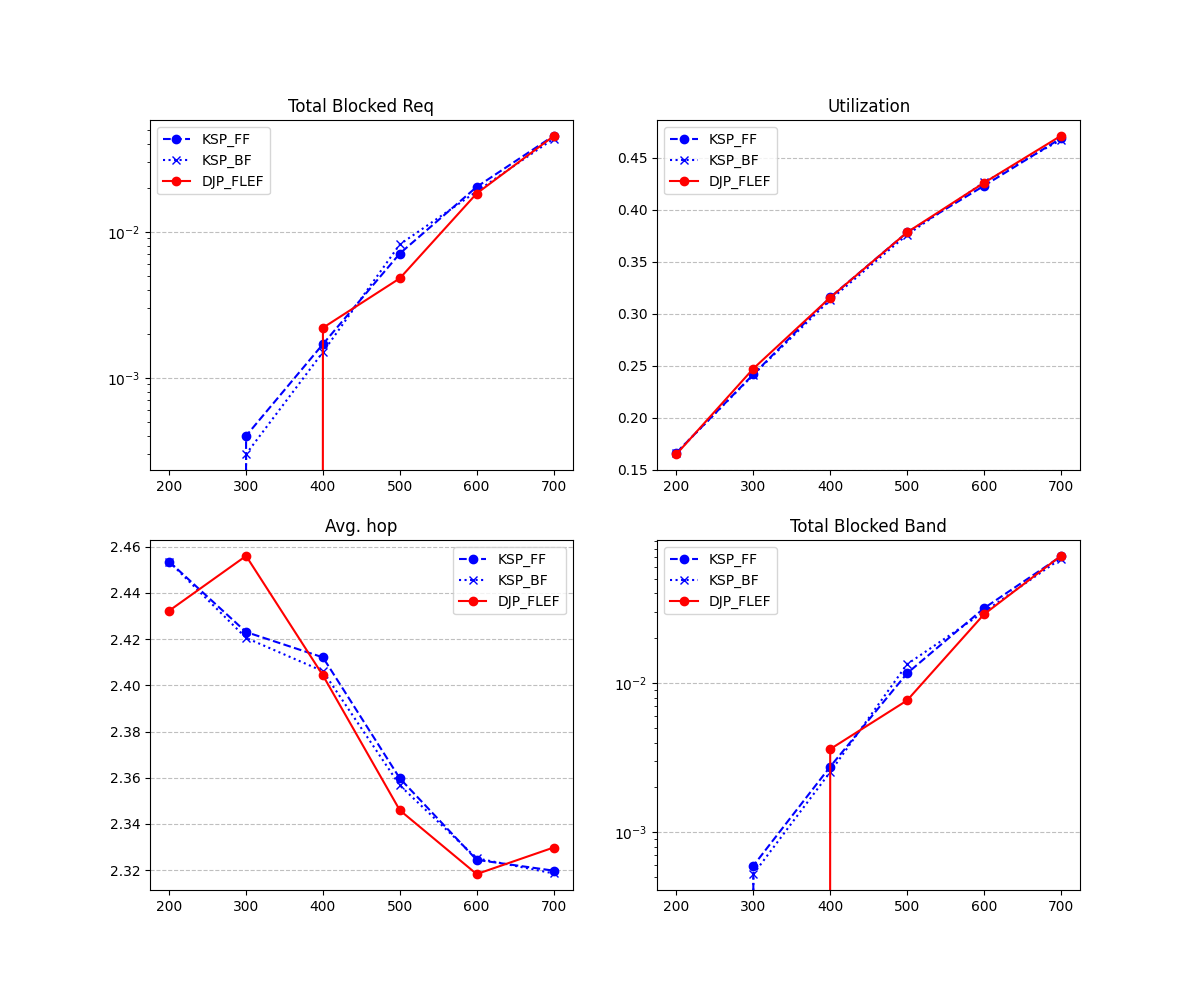 Total Blocked Req
KSP_FF
KSP_BF
DJP_FLEF
10⁻²
10⁻³
200 300 400 500 600 700
Utilization
KSP_FF
KSP_BF
DJP_FLEF
0.45
0.40
0.35
0.30
0.25
0.20
0.15
200 300 400 500 600 700
Avg. hop
2.46
2.44
2.42
2.40
2.38
2.36
2.34
2.32
KSP_FF
KSP_BF
DJP_FLEF
200 300 400 500 600 700
Total Blocked Band
KSP_FF
KSP_BF
DJP_FLEF
10⁻²
10⁻³
200 300 400 500 600 700